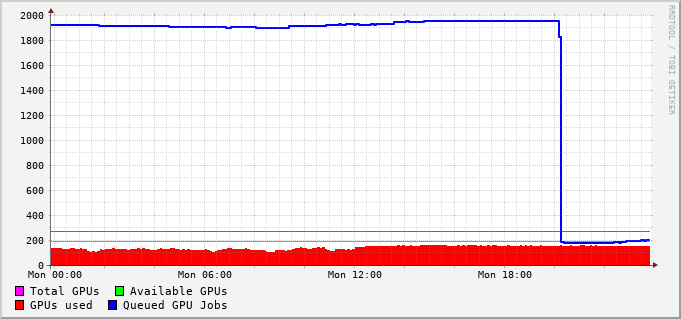 2000
1800
1600
1400
1200
1000
800
600
400
200
0
Mon 00:00 Mon 06:00 Mon 12:00 Mon 18:00
Total GPUs Available GPUs
GPUs used Queued GPU Jobs
RRDTOOL / TOBI OETIKER